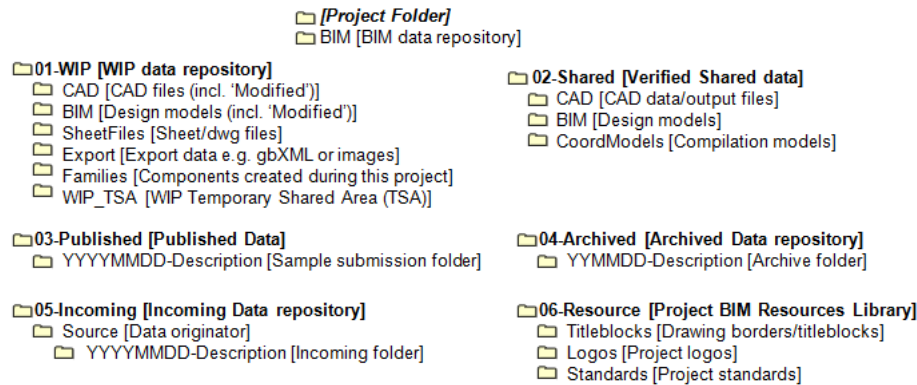 [Project Folder]
BIM [BIM data repository]
01-WIP [WIP data repository]
CAD [CAD files (incl. ‘Modified’)]
BIM [Design models (incl. ‘Modified’)]
SheetFiles [Sheet/dwg files]
Export [Export data e.g. gbXML or images]
Families [Components created during this project]
WIP_TSA [WIP Temporary Shared Area (TSA)]
02-Shared [Verified Shared data]
CAD [CAD data/output files]
BIM [Design models]
CoordModels [Compilation models]
03-Published [Published Data]
YYYYMMDD-Description [Sample submission folder]
04-Archived [Archived Data repository]
YYMMDD-Description [Archive folder]
05-Incoming [Incoming Data repository]
Source [Data originator]
YYYYMMDD-Description [Incoming folder]
06-Resource [Project BIM Resources Library]
Titleblocks [Drawing borders/titleblocks]
Logos [Project logos]
Standards [Project standards]